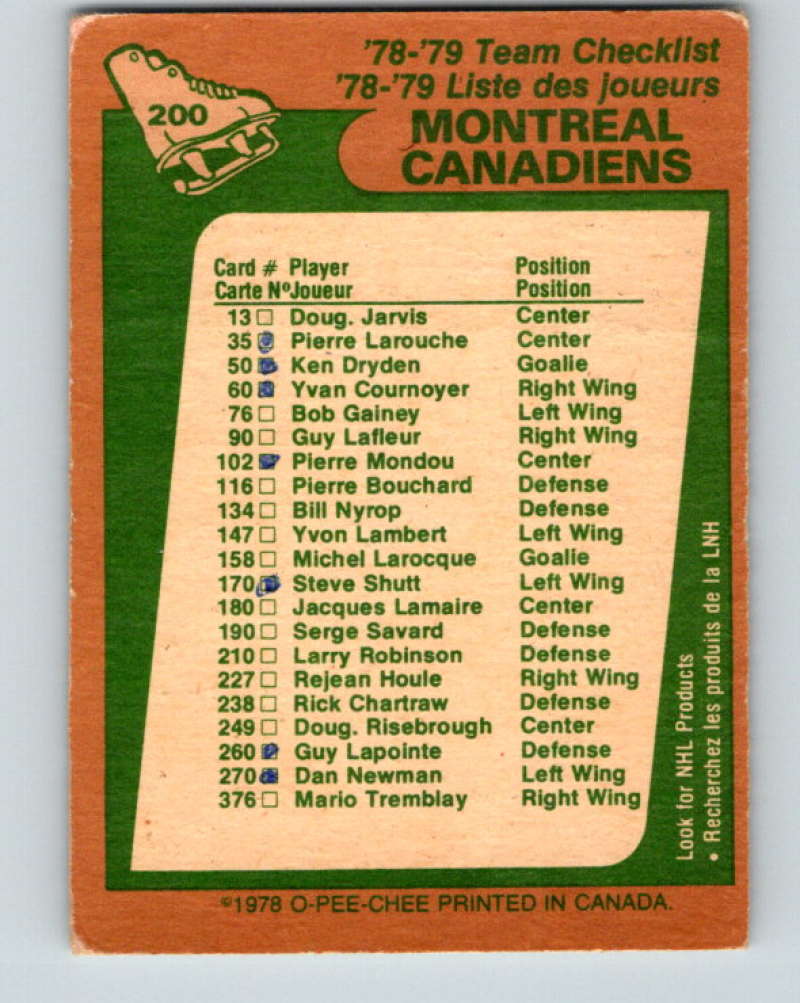 '78-'79 Team Checklist
'78-'79 Liste des joueurs
200
MONTREAL
CANADIENS
Card # Player Position
Carte Nº Joueur Position
13 □ Doug. Jarvis Center
35 Pierre Larouche Center
50 Ken Dryden Goalie
60 Yvan Cournoyer Right Wing
76 □ Bob Gainey Left Wing
90 □ Guy Lafleur Right Wing
102 Pierre Mondou Center
116 □ Pierre Bouchard Defense
134 □ Bill Nyrop Defense
147 □ Yvon Lambert Left Wing
158 □ Michel Larocque Goalie
170 Steve Shutt Left Wing
180 □ Jacques Lamaire Center
190 □ Serge Savard Defense
210 □ Larry Robinson Defense
227 □ Rejean Houle Right Wing
238 □ Rick Chartraw Defense
249 □ Doug. Risebrough Center
260 Guy Lapointe Defense
270 Dan Newman Left Wing
376 □ Mario Tremblay Right Wing
Look for NHL Products
• Recherchez les produits de la LNH
©1978 O-PEE-CHEE PRINTED IN CANADA.